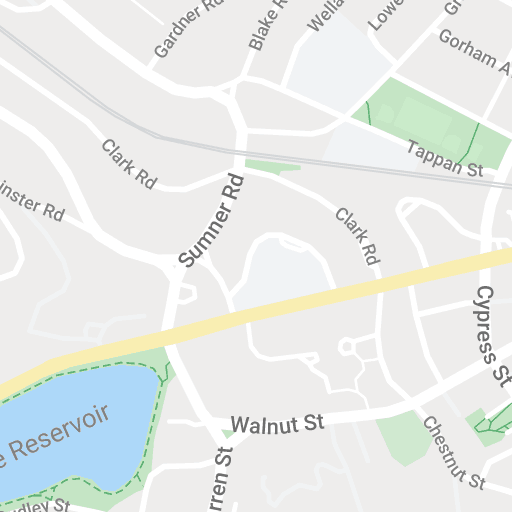 Gardner Rd
Blake R
Wella
Lowe
G
Gorham A
Tappan St
Clark Rd
inster Rd
Sumner Rd
Clark Rd
Cypress St
e Reservoir
Walnut St
Chestnut St
rren St
dley St